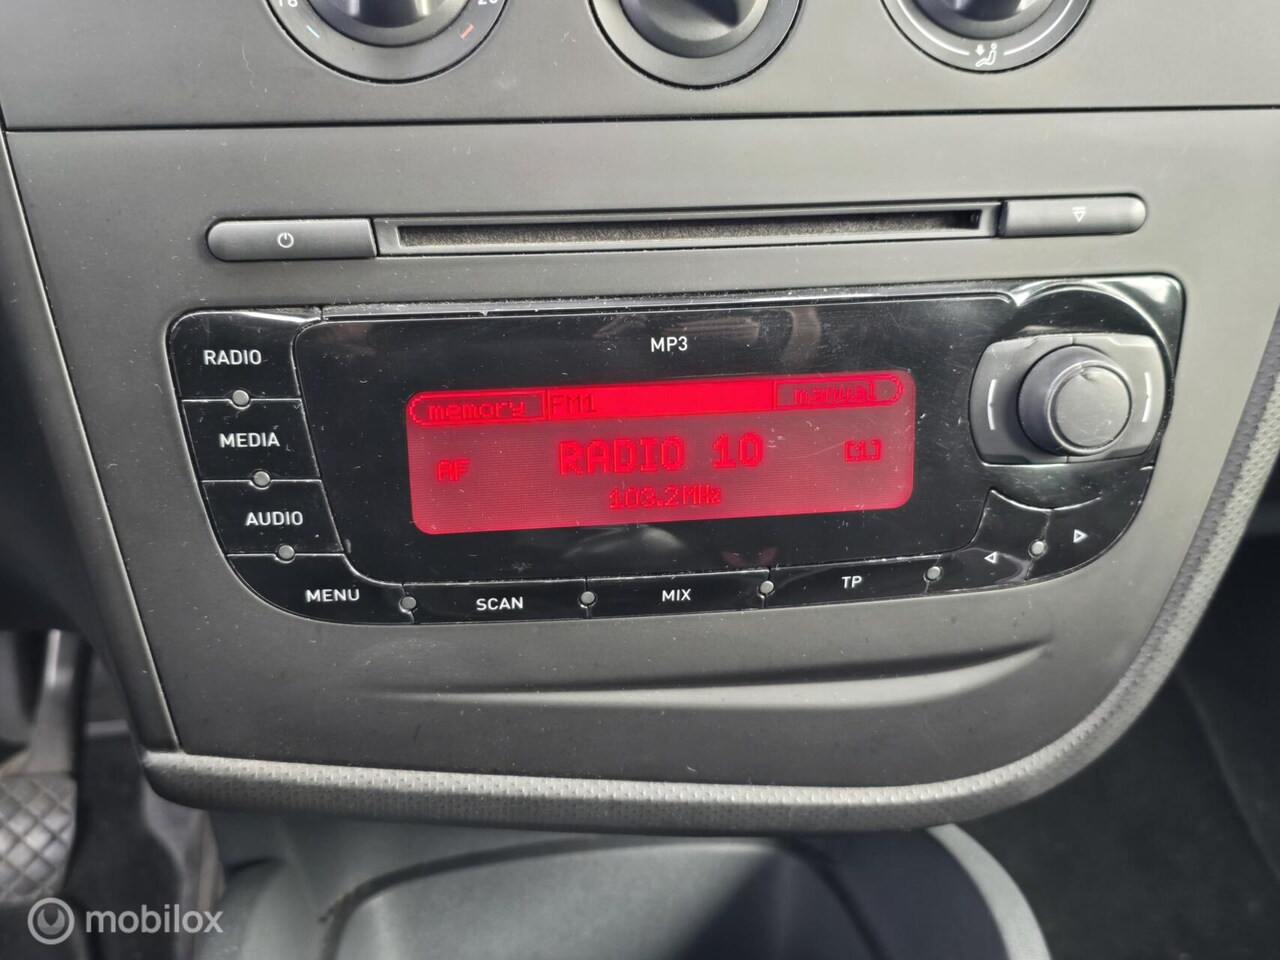 MP3
RADIO
memory FM1 manual
MEDIA
AF RADIO 10 [1]
103.2MHz
AUDIO
MENU SCAN MIX TP
mobilox